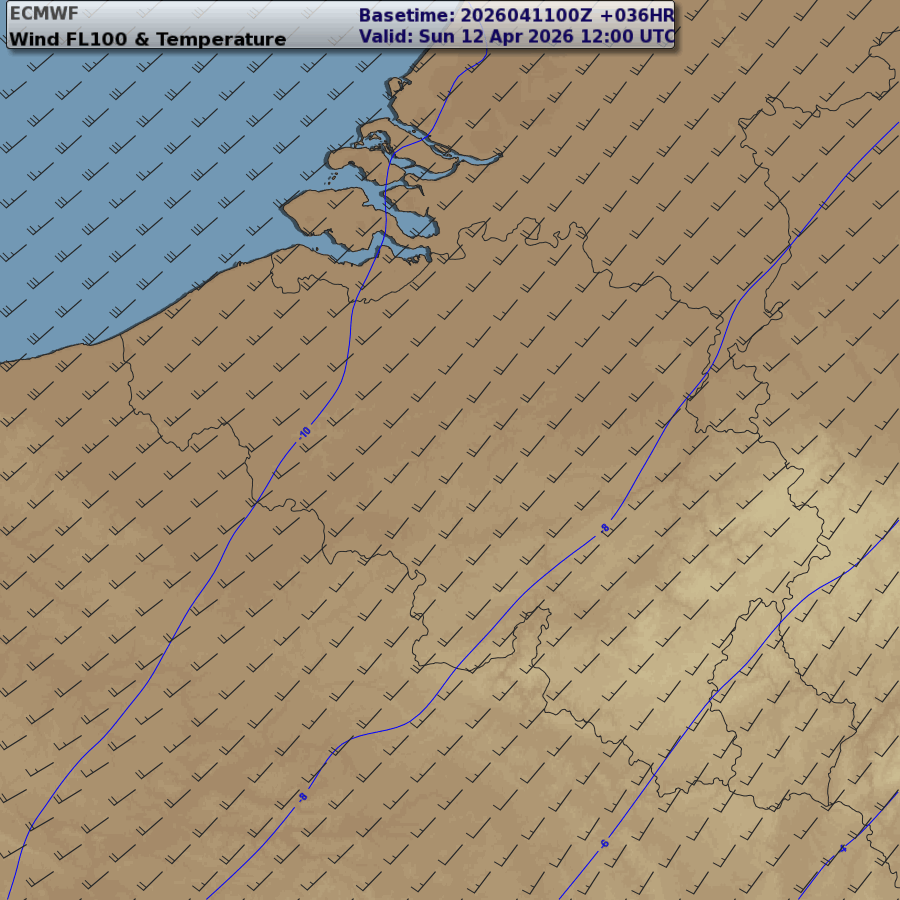 ECMWF
Basetime: 2026041100Z +036HR
Wind FL100 & Temperature
Valid: Sun 12 Apr 2026 12:00 UTC
-10
-8
-8
-6